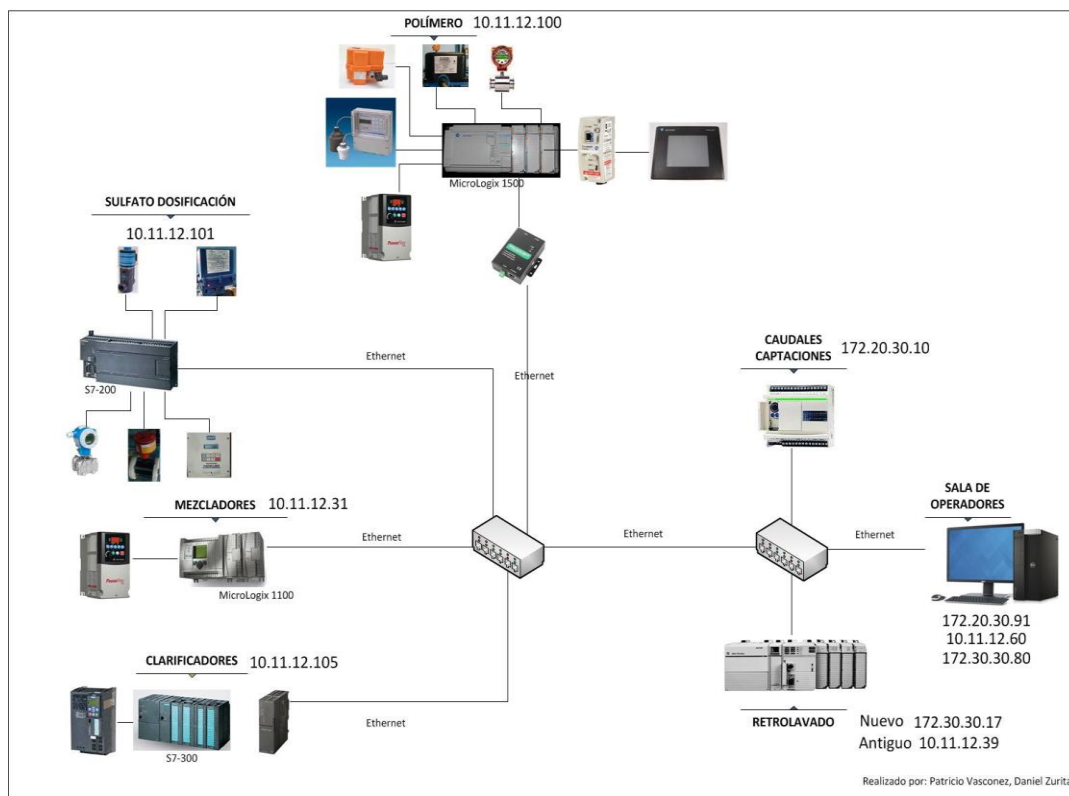 POLÍMERO 10.11.12.100
MicroLogix 1500
SULFATO DOSIFICACIÓN
10.11.12.101
S7-200
Ethernet
Ethernet
CAUDALES
CAPTACIONES
172.20.30.10
MEZCLADORES 10.11.12.31
Ethernet
MicroLogix 1100
Ethernet
SALA DE
OPERADORES
Ethernet
172.20.30.91
10.11.12.60
172.30.30.80
CLARIFICADORES 10.11.12.105
Ethernet
S7-300
RETROLAVADO
Nuevo 172.30.30.17
Antiguo 10.11.12.39
Realizado por: Patricio Vasconez, Daniel Zurita